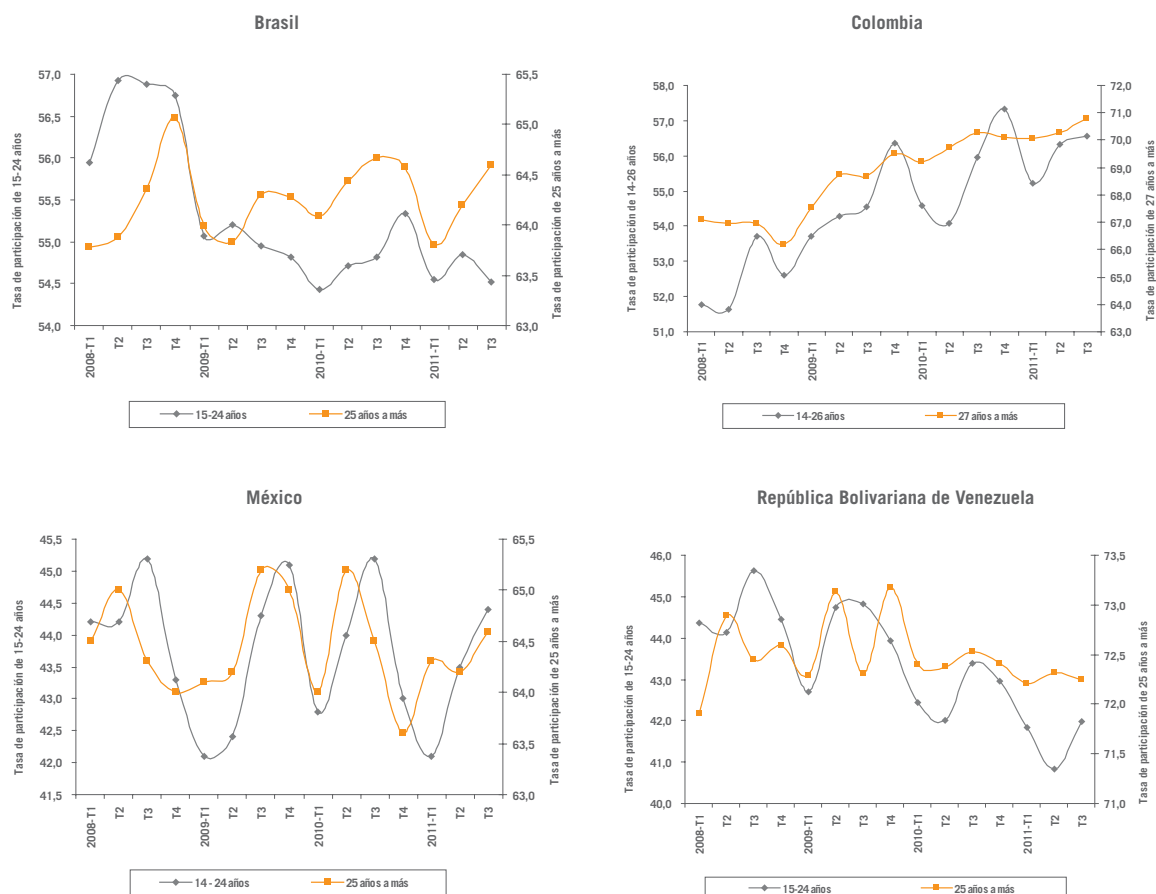 Brasil
Tasa de participación de 15-24 años
57,0
56,5
56,0
55,5
55,0
54,5
54,0
65,5
65,0
64,5
64,0
63,5
63,0
Tasa de participación de 25 años a más
2008-T1 T2 T3 T4 2009-T1 T2 T3 T4 2010-T1 T2 T3 T4 2011-T1 T2 T3
15-24 años 25 años a más
Colombia
Tasa de participación de 14-26 años
58,0
57,0
56,0
55,0
54,0
53,0
52,0
51,0
72,0
71,0
70,0
69,0
68,0
67,0
66,0
65,0
64,0
63,0
Tasa de participación de 27 años a más
2008-T1 T2 T3 T4 2009-T1 T2 T3 T4 2010-T1 T2 T3 T4 2011-T1 T2 T3
14-26 años 27 años a más
México
Tasa de participación de 15-24 años
45,5
45,0
44,5
44,0
43,5
43,0
42,5
42,0
41,5
65,5
65,0
64,5
64,0
63,5
63,0
Tasa de participación de 25 años a más
2008-T1 T2 T3 T4 2009-T1 T2 T3 T4 2010-T1 T2 T3 T4 2011-T1 T2 T3
14 - 24 años 25 años a más
República Bolivariana de Venezuela
Tasa de participación de 15-24 años
46,0
45,0
44,0
43,0
42,0
41,0
40,0
73,5
73,0
72,5
72,0
71,5
71,0
Tasa de participación de 25 años a más
2008-T1 T2 T3 T4 2009-T1 T2 T3 T4 2010-T1 T2 T3 T4 2011-T1 T2 T3
15-24 años 25 años a más